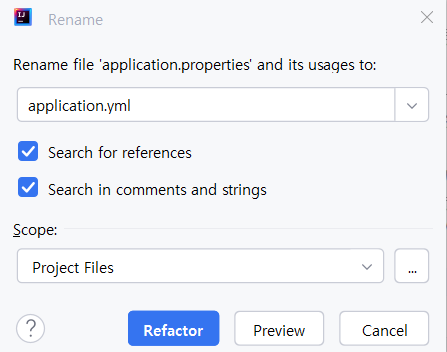 IJ
Rename
Rename file 'application.properties' and its usages to:
application.yml
Search for references
Search in comments and strings
Scope:
Project Files
...
?
Refactor
Preview
Cancel